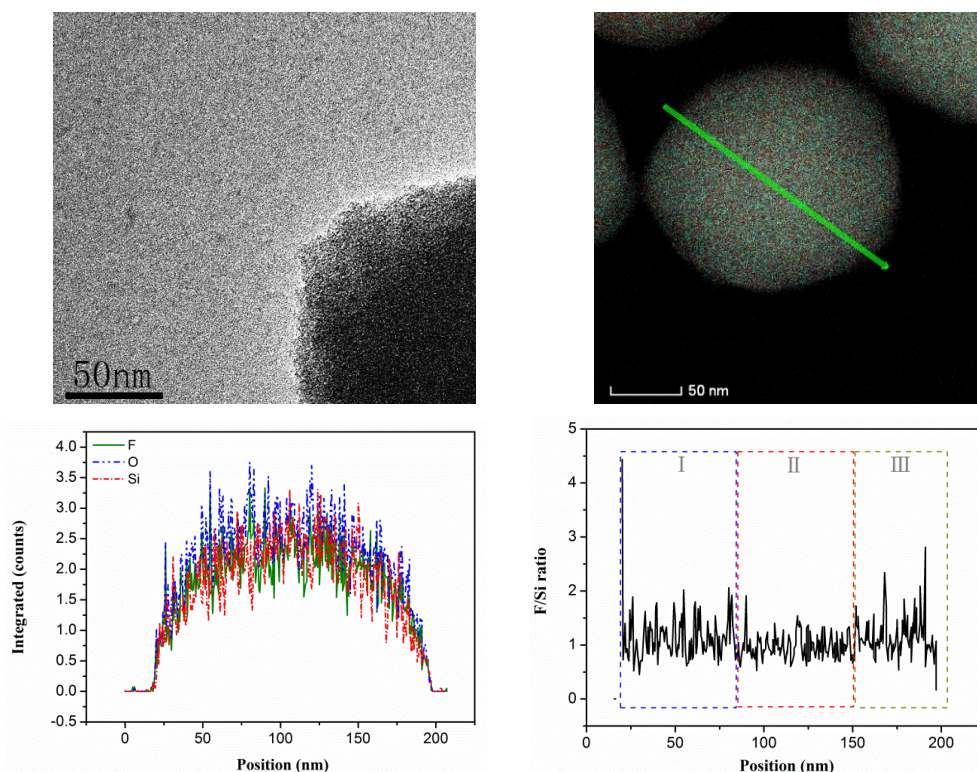 50nm
50 nm
4.0
3.5
3.0
2.5
2.0
1.5
1.0
0.5
0.0
-0.5
F
O
Si
0
50
100
150
200
Integrated (counts)
Position (nm)
5
4
3
2
1
0
I
II
III
0
50
100
150
200
F/Si ratio
Position (nm)